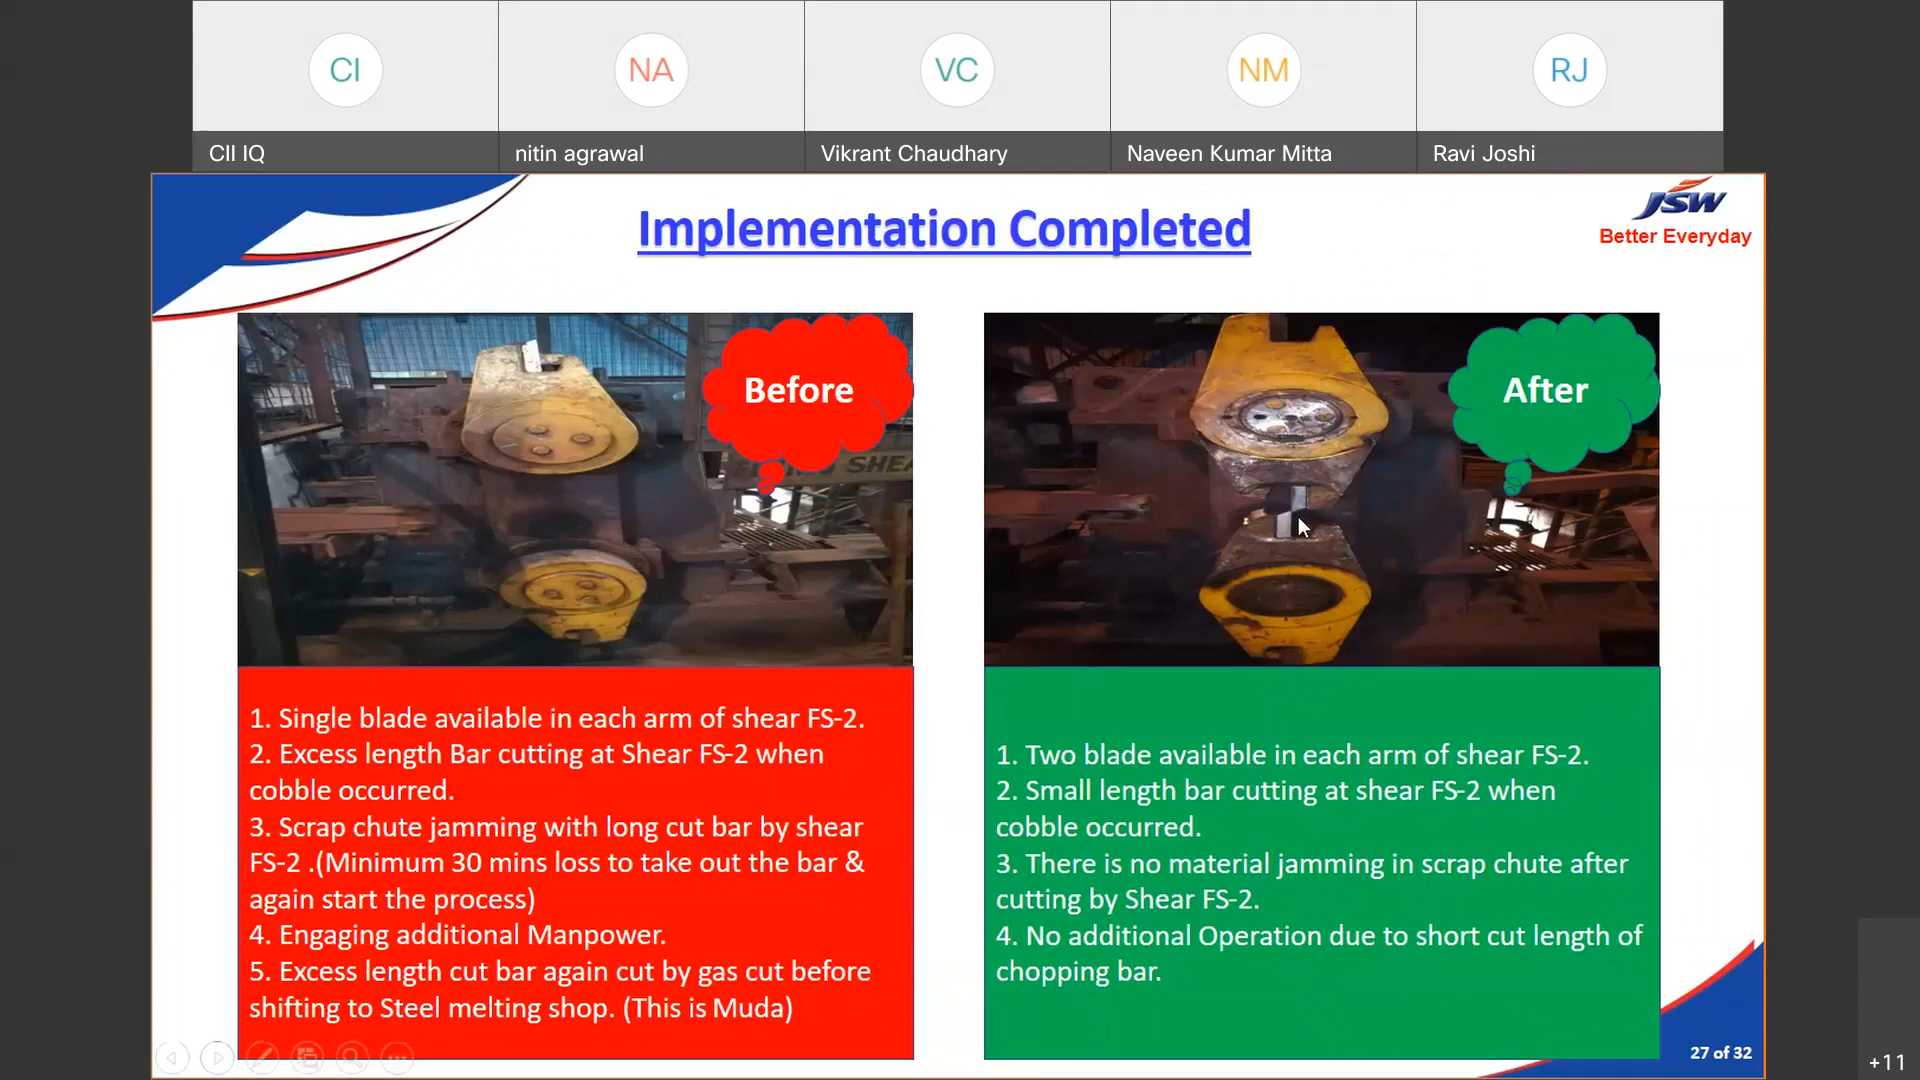 CI
NA
VC
NM
RJ
CII IQ
nitin agrawal
Vikrant Chaudhary
Naveen Kumar Mitta
Ravi Joshi
Implementation Completed
JSW
Better Everyday
Before
SHEA
After
1. Single blade available in each arm of shear FS-2.
2. Excess length Bar cutting at Shear FS-2 when
cobble occurred.
3. Scrap chute jamming with long cut bar by shear
FS-2 .(Minimum 30 mins loss to take out the bar &
again start the process)
4. Engaging additional Manpower.
5. Excess length cut bar again cut by gas cut before
shifting to Steel melting shop. (This is Muda)
1. Two blade available in each arm of shear FS-2.
2. Small length bar cutting at shear FS-2 when
cobble occurred.
3. There is no material jamming in scrap chute after
cutting by Shear FS-2.
4. No additional Operation due to short cut length of
chopping bar.
27 of 32
+11